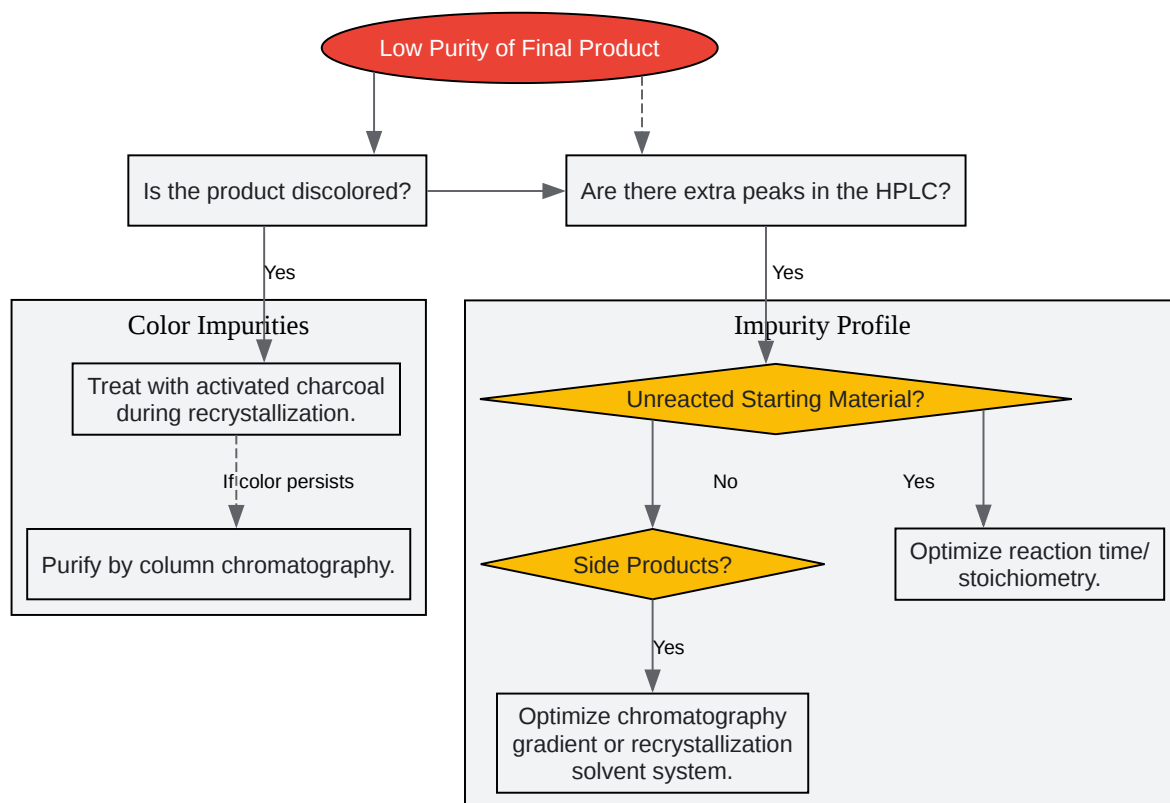 Low Purity of Final Product
Is the product discolored?
Are there extra peaks in the HPLC?
Yes
Yes
Color Impurities
Impurity Profile
Treat with activated charcoal
during recrystallization.
Unreacted Starting Material?
If color persists
No
Yes
Purify by column chromatography.
Side Products?
Optimize reaction time/
stoichiometry.
Yes
Optimize chromatography
gradient or recrystallization
solvent system.